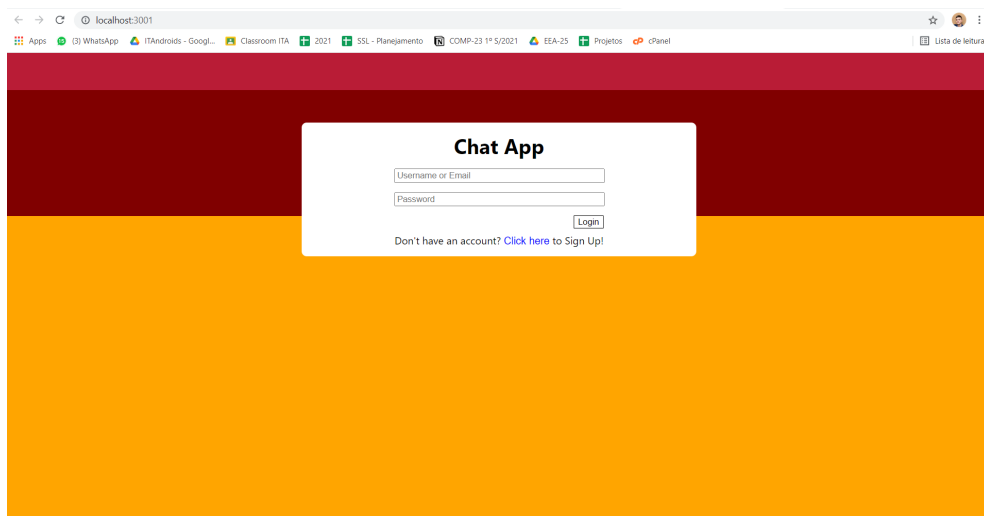 localhost:3001
Apps (3) WhatsApp ITAndroids - Googl... Classroom ITA 2021 SSL - Planejamento COMP-23 1º S/2021 EEA-25 Projetos cPanel Lista de leitura
Chat App
Username or Email
Password
Login
Don't have an account? Click here to Sign Up!